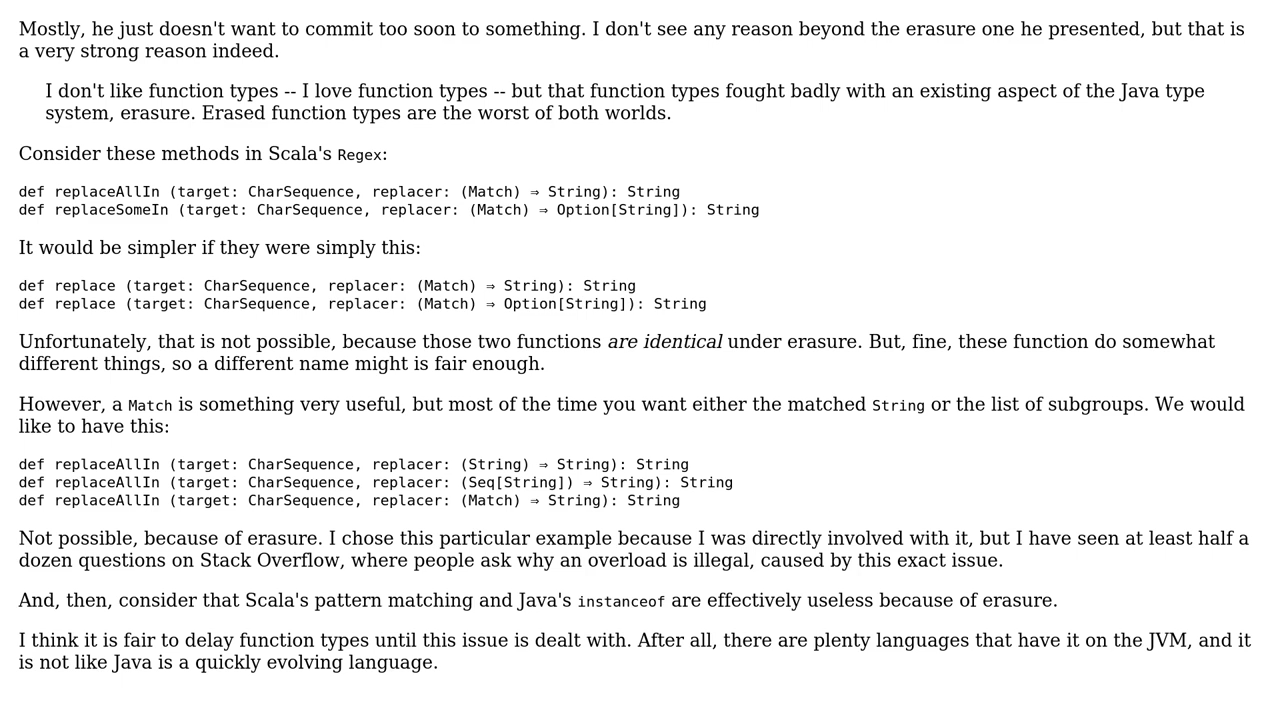 Mostly, he just doesn't want to commit too soon to something. I don't see any reason beyond the erasure one he presented, but that is
a very strong reason indeed.
I don't like function types -- I love function types -- but that function types fought badly with an existing aspect of the Java type
system, erasure. Erased function types are the worst of both worlds.
Consider these methods in Scala's Regex:
def replaceAllIn (target: CharSequence, replacer: (Match) ⇒ String): String
def replaceSomeIn (target: CharSequence, replacer: (Match) ⇒ Option[String]): String
It would be simpler if they were simply this:
def replace (target: CharSequence, replacer: (Match) ⇒ String): String
def replace (target: CharSequence, replacer: (Match) ⇒ Option[String]): String
Unfortunately, that is not possible, because those two functions are identical under erasure. But, fine, these function do somewhat
different things, so a different name might is fair enough.
However, a Match is something very useful, but most of the time you want either the matched String or the list of subgroups. We would
like to have this:
def replaceAllIn (target: CharSequence, replacer: (String) ⇒ String): String
def replaceAllIn (target: CharSequence, replacer: (Seq[String]) ⇒ String): String
def replaceAllIn (target: CharSequence, replacer: (Match) ⇒ String): String
Not possible, because of erasure. I chose this particular example because I was directly involved with it, but I have seen at least half a
dozen questions on Stack Overflow, where people ask why an overload is illegal, caused by this exact issue.
And, then, consider that Scala's pattern matching and Java's instanceof are effectively useless because of erasure.
I think it is fair to delay function types until this issue is dealt with. After all, there are plenty languages that have it on the JVM, and it
is not like Java is a quickly evolving language.